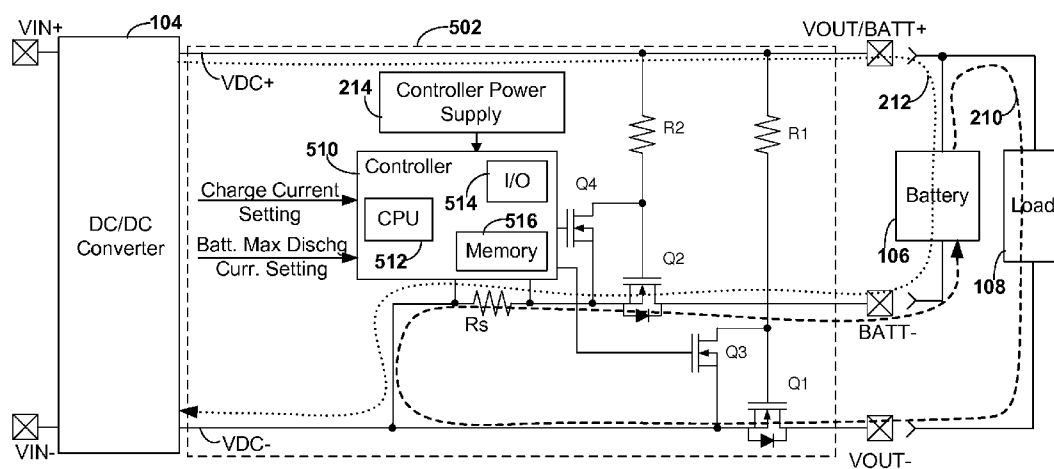 VIN+
104
502
VOUT/BATT+
VDC+
212
210
214
Controller Power
Supply
R2
R1
510
Controller
I/O
514
Q4
Charge Current
Setting
CPU
516
Battery
Load
DC/DC
Converter
Batt. Max Dischg
Curr. Setting
512
Memory
Q2
106
108
Rs
BATT-
Q3
Q1
VIN-
VDC-
VOUT-